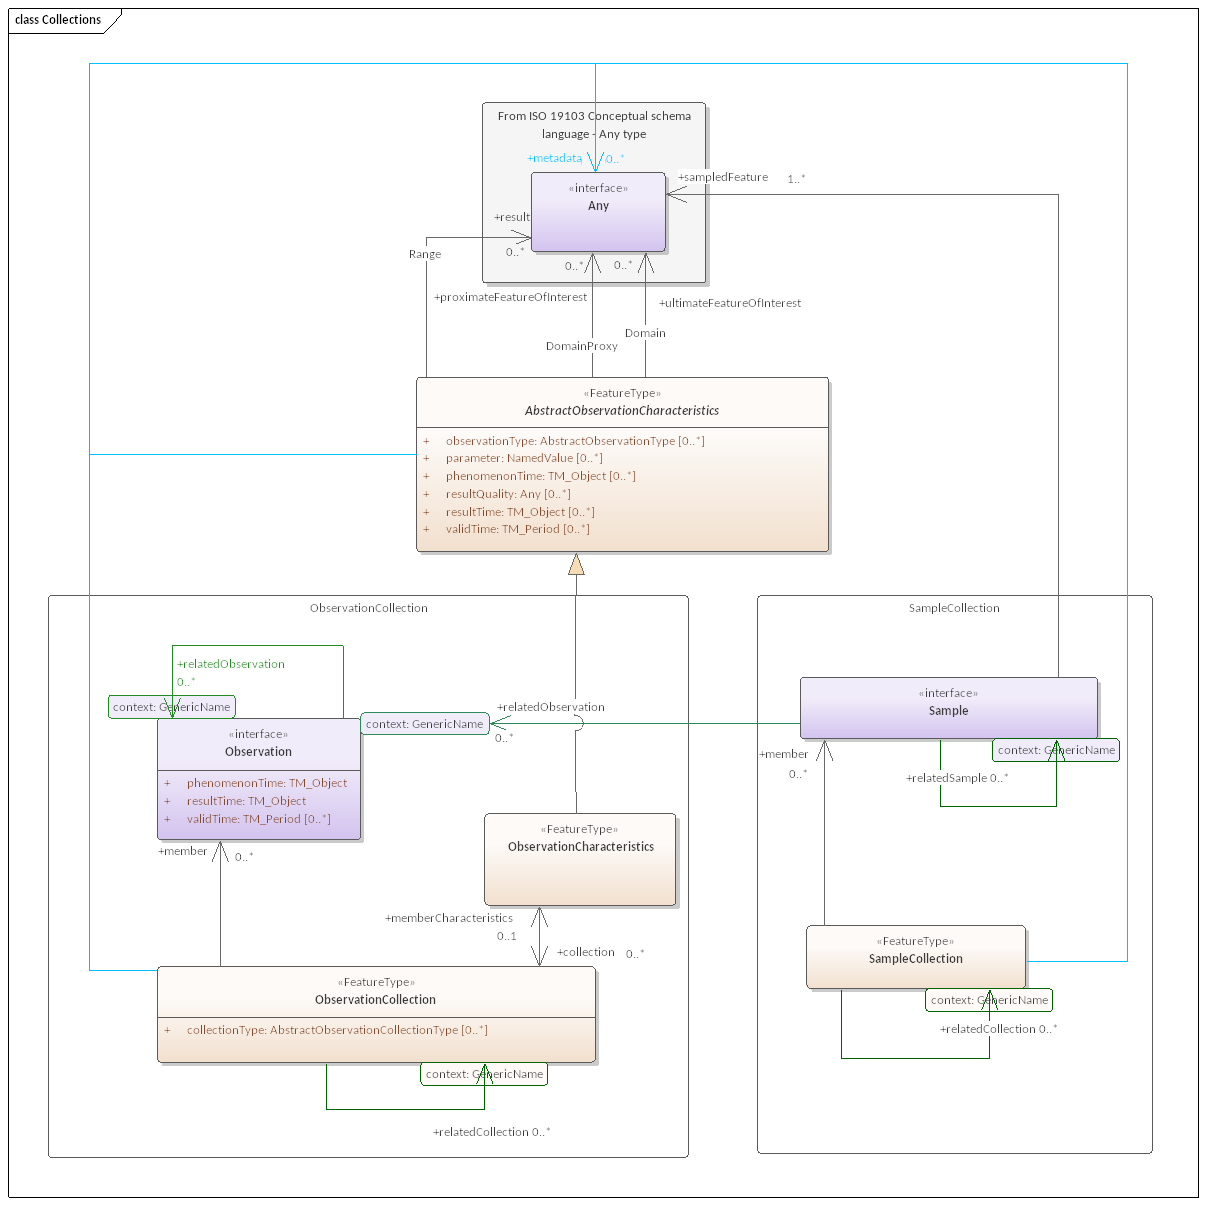 class Collections
From ISO 19103 Conceptual schema
language - Any type
+metadata 0..*
«interface»
Any
+sampledFeature 1..*
+result
0..*
Range
0..*
0..*
+proximateFeatureOfInterest
+ultimateFeatureOfInterest
Domain
DomainProxy
«FeatureType»
AbstractObservationCharacteristics
+ observationType: AbstractObservationType [0..*]
+ parameter: NamedValue [0..*]
+ phenomenonTime: TM_Object [0..*]
+ resultQuality: Any [0..*]
+ resultTime: TM_Object [0..*]
+ validTime: TM_Period [0..*]
ObservationCollection
+relatedObservation
0..*
context: GenericName
«interface»
Observation
+ phenomenonTime: TM_Object
+ resultTime: TM_Object
+ validTime: TM_Period [0..*]
context: GenericName
+relatedObservation
0..*
+member
0..*
«FeatureType»
ObservationCharacteristics
+memberCharacteristics
0..1
+collection 0..*
«FeatureType»
ObservationCollection
+ collectionType: AbstractObservationCollectionType [0..*]
context: GenericName
+relatedCollection 0..*
SampleCollection
«interface»
Sample
context: GenericName
+relatedSample 0..*
+member
0..*
«FeatureType»
SampleCollection
context: GenericName
+relatedCollection 0..*